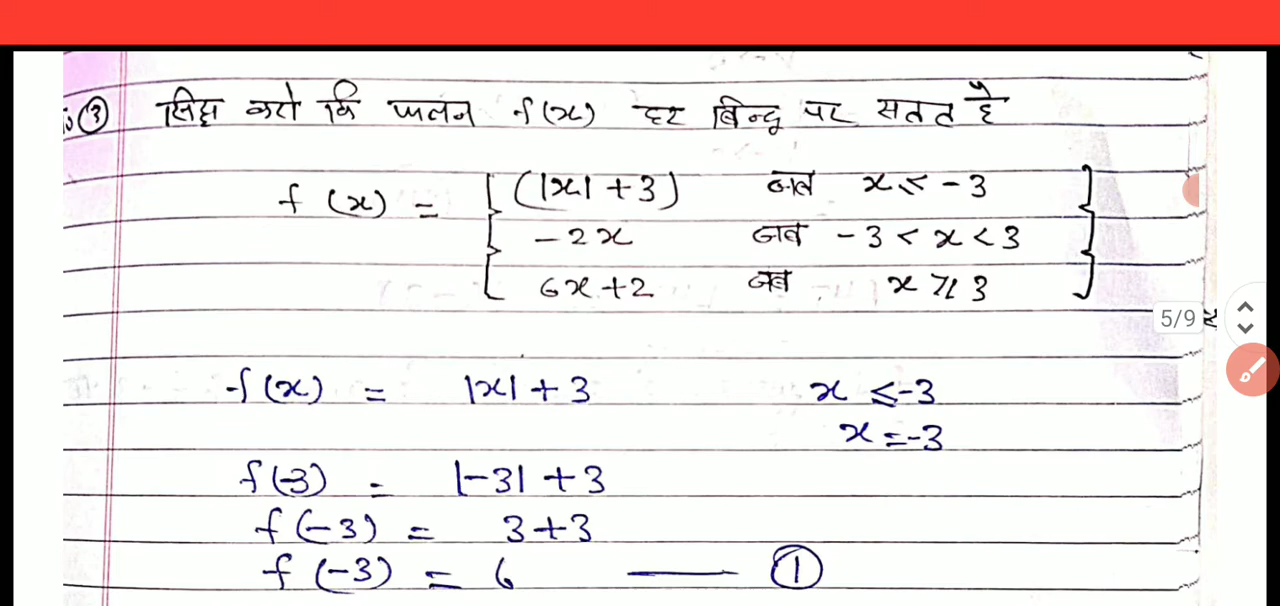 ③ सिद्ध करो कि फलन f(x) हर बिन्दु पर सतत है
f(x) = { (|x| + 3) जब x ≤ -3
-2x जब -3 < x < 3
6x+2 जब x ≥ 3 }
5/9
f(x) = |x| + 3 x ≤ -3
x = -3
f(-3) = |-3| + 3
f(-3) = 3+3
f(-3) = 6 —— ①